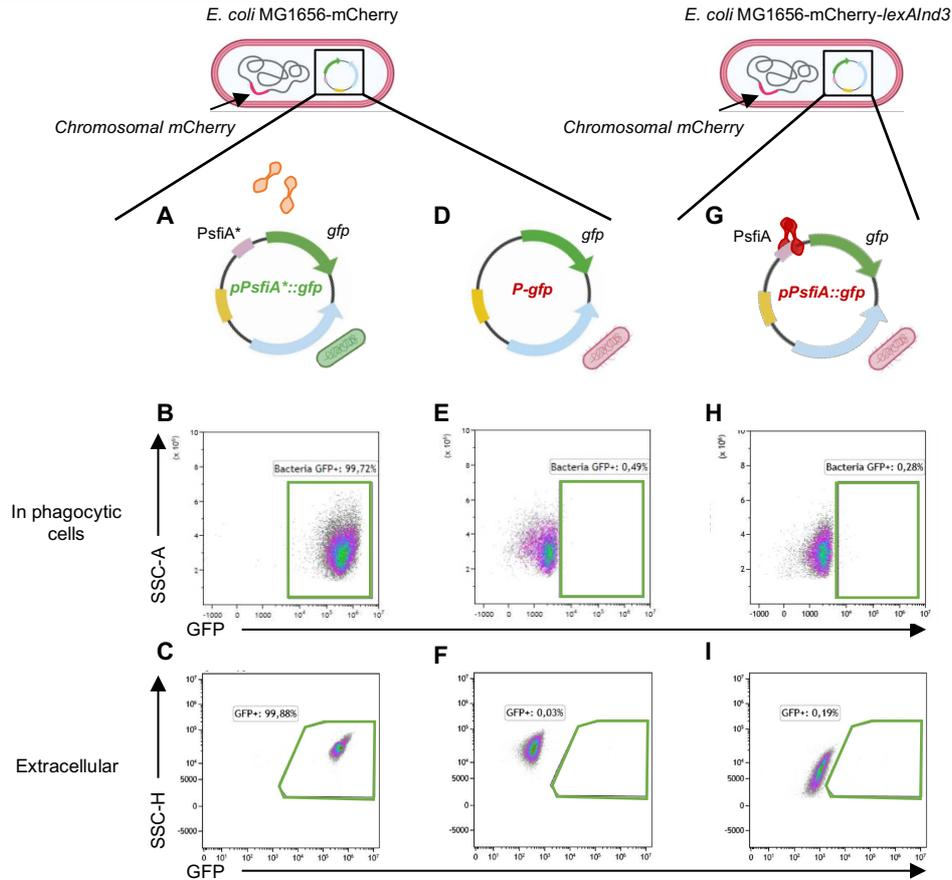 E. coli MG1656-mCherry
E. coli MG1656-mCherry-lexAInd3
Chromosomal mCherry
Chromosomal mCherry
A
D
G
PsfiA*
gfp
gfp
PsfiA
gfp
pPsfiA*::gfp
P-gfp
pPsfiA::gfp
B
E
H
In phagocytic
cells
SSC-A
(x 10⁶)
10
8
6
4
2
Bacteria GFP+: 99,72%
-1000 0 1000 10⁴ 10⁵ 10⁶ 10⁷
(x 10⁶)
10
8
6
4
2
Bacteria GFP+: 0,49%
-1000 0 1000 10⁴ 10⁵ 10⁶ 10⁷
(x 10⁶)
10
8
6
4
2
Bacteria GFP+: 0,28%
-1000 0 1000 10⁴ 10⁵ 10⁶ 10⁷
GFP
C
F
I
Extracellular
SSC-H
10⁷
10⁶
10⁵
10⁴
5000
0
-5000
GFP+: 99,88%
0 10¹ 10² 10³ 10⁴ 10⁵ 10⁶ 10⁷
10⁷
10⁶
10⁵
10⁴
5000
0
-5000
GFP+: 0,03%
0 10¹ 10² 10³ 10⁴ 10⁵ 10⁶ 10⁷
10⁷
10⁶
10⁵
10⁴
5000
0
-5000
GFP+: 0,19%
0 10¹ 10² 10³ 10⁴ 10⁵ 10⁶ 10⁷
GFP